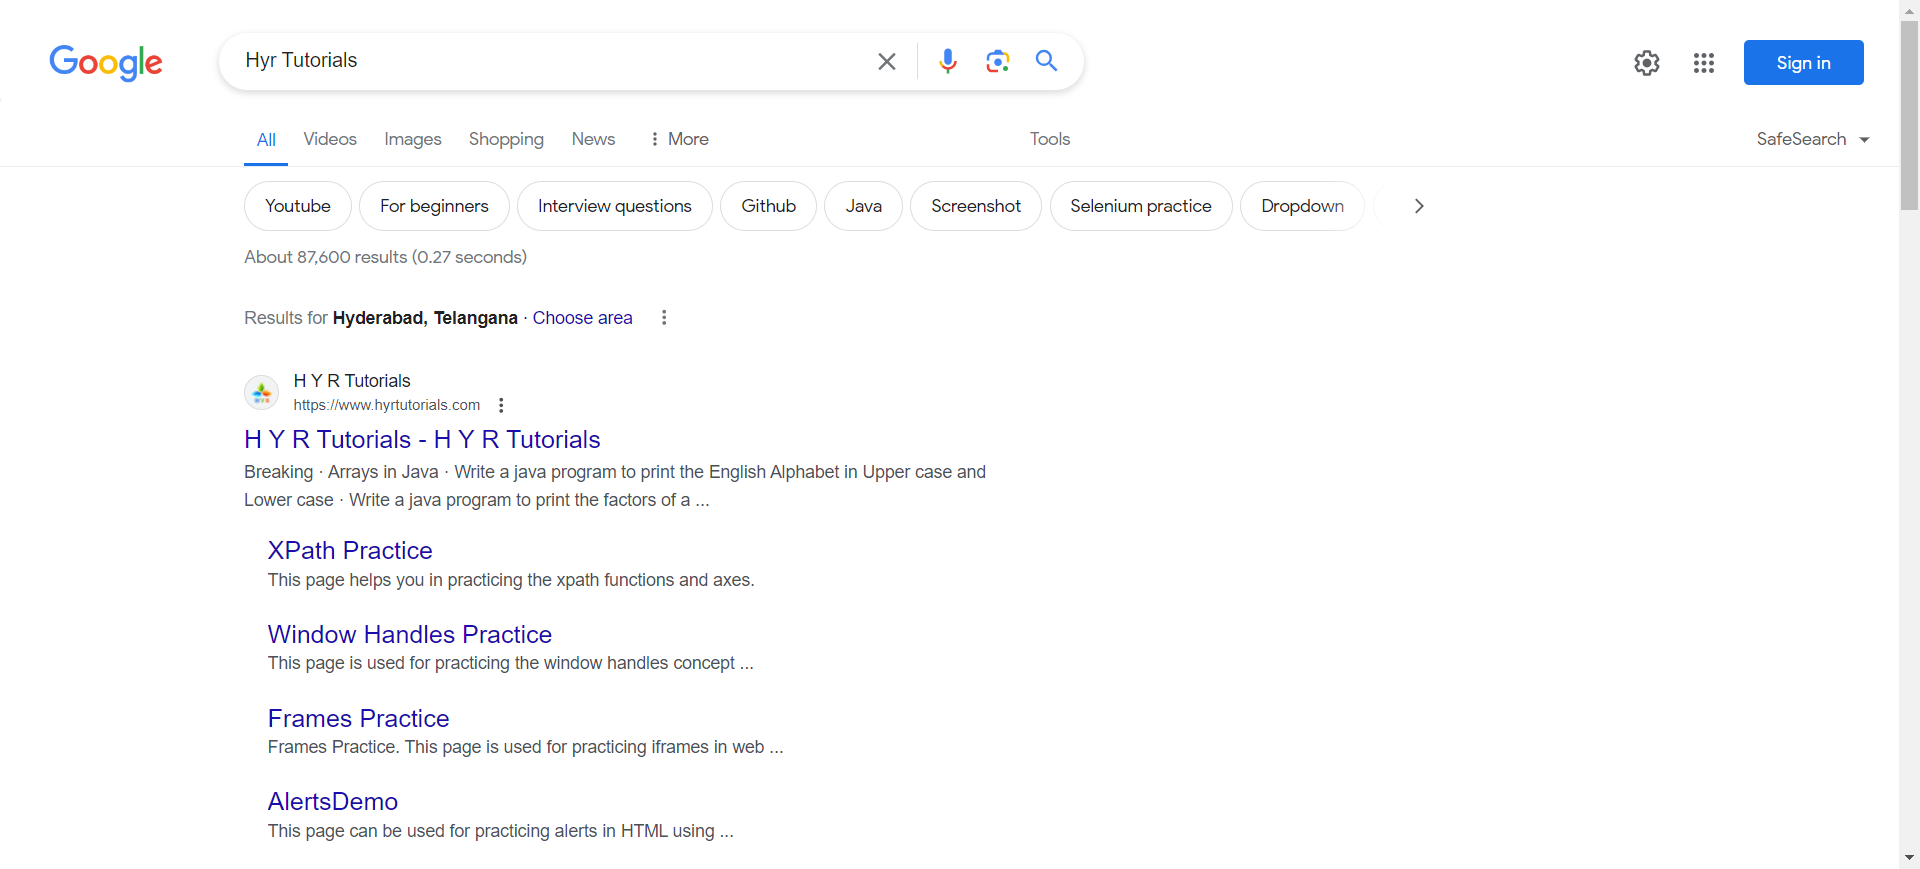 Google
Hyr Tutorials
Sign in
All Videos Images Shopping News More Tools SafeSearch
Youtube For beginners Interview questions Github Java Screenshot Selenium practice Dropdown
About 87,600 results (0.27 seconds)
Results for Hyderabad, Telangana · Choose area
H Y R Tutorials
https://www.hyrtutorials.com
H Y R Tutorials - H Y R Tutorials
Breaking · Arrays in Java · Write a java program to print the English Alphabet in Upper case and
Lower case · Write a java program to print the factors of a ...
XPath Practice
This page helps you in practicing the xpath functions and axes.
Window Handles Practice
This page is used for practicing the window handles concept ...
Frames Practice
Frames Practice. This page is used for practicing iframes in web ...
AlertsDemo
This page can be used for practicing alerts in HTML using ...